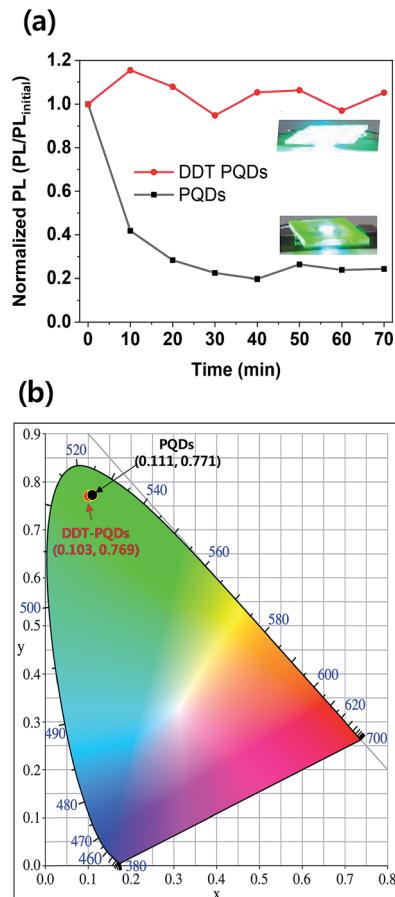 (a)
Normalized PL (PL/PLinitial)
1.2
1.0
0.8
0.6
0.4
0.2
0.0
DDT PQDs
PQDs
0 10 20 30 40 50 60 70
Time (min)
(b)
0.9
0.8
0.7
0.6
0.5
y
0.4
0.3
0.2
0.1
0.0
520
PQDs
(0.111, 0.771)
540
DDT-PQDs
(0.103, 0.769)
560
500
580
600
620
490
700
480
470
460
380
0.0 0.1 0.2 0.3 0.4 0.5 0.6 0.7 0.8
x